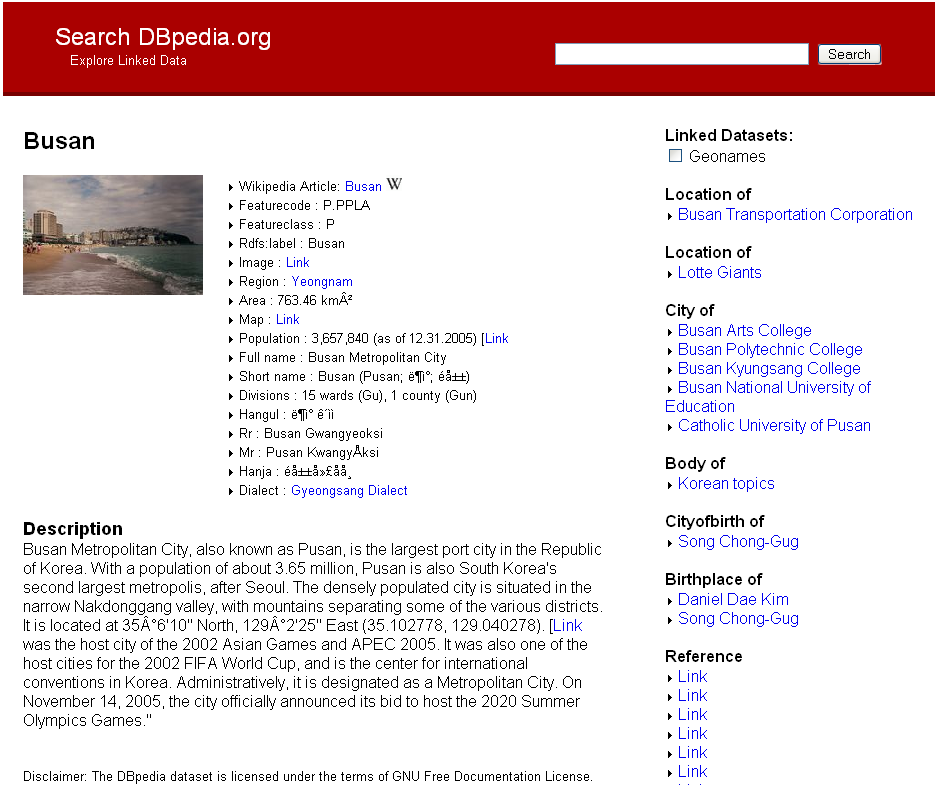 Search DBpedia.org
Explore Linked Data
Search
Busan
Wikipedia Article: Busan W
Featurecode : P.PPLA
Featureclass : P
Rdfs:label : Busan
Image : Link
Region : Yeongnam
Area : 763.46 kmÂ²
Map : Link
Population : 3,657,840 (as of 12.31.2005) [Link
Full name : Busan Metropolitan City
Short name : Busan (Pusan; ë¶ì°; éå±±)
Divisions : 15 wards (Gu), 1 county (Gun)
Hangul : ë¶ì° ê´ìì
Rr : Busan Gwangyeoksi
Mr : Pusan KwangyÅksi
Hanja : éå±±å»£åå¸
Dialect : Gyeongsang Dialect
Description
Busan Metropolitan City, also known as Pusan, is the largest port city in the Republic
of Korea. With a population of about 3.65 million, Pusan is also South Korea's
second largest metropolis, after Seoul. The densely populated city is situated in the
narrow Nakdonggang valley, with mountains separating some of the various districts.
It is located at 35Â°6'10" North, 129Â°2'25" East (35.102778, 129.040278). [Link
was the host city of the 2002 Asian Games and APEC 2005. It was also one of the
host cities for the 2002 FIFA World Cup, and is the center for international
conventions in Korea. Administratively, it is designated as a Metropolitan City. On
November 14, 2005, the city officially announced its bid to host the 2020 Summer
Olympics Games."
Disclaimer: The DBpedia dataset is licensed under the terms of GNU Free Documentation License.
Linked Datasets:
Geonames
Location of
Busan Transportation Corporation
Location of
Lotte Giants
City of
Busan Arts College
Busan Polytechnic College
Busan Kyungsang College
Busan National University of
Education
Catholic University of Pusan
Body of
Korean topics
Cityofbirth of
Song Chong-Gug
Birthplace of
Daniel Dae Kim
Song Chong-Gug
Reference
Link
Link
Link
Link
Link
Link